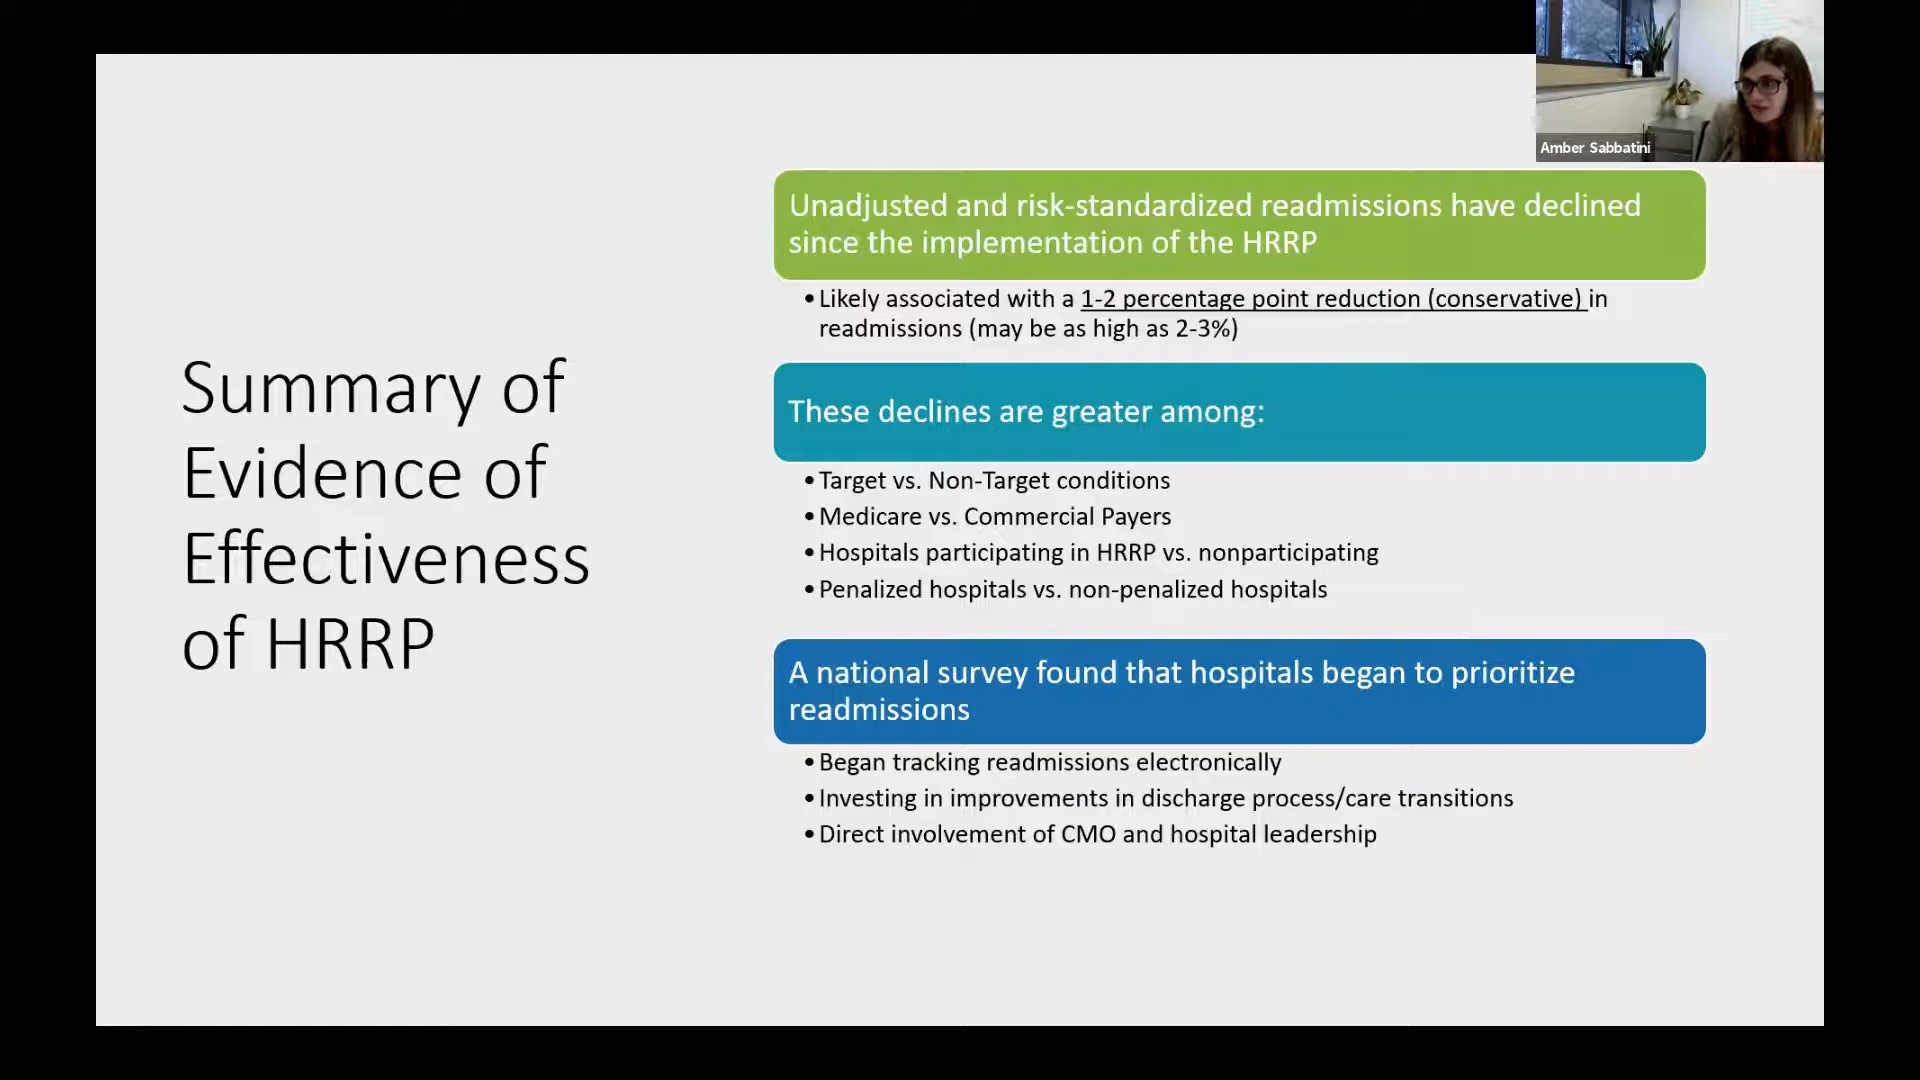 Amber Sabbatini
Summary of
Evidence of
Effectiveness
of HRRP
Unadjusted and risk-standardized readmissions have declined
since the implementation of the HRRP
•Likely associated with a 1-2 percentage point reduction (conservative) in
readmissions (may be as high as 2-3%)
These declines are greater among:
•Target vs. Non-Target conditions
•Medicare vs. Commercial Payers
•Hospitals participating in HRRP vs. nonparticipating
•Penalized hospitals vs. non-penalized hospitals
A national survey found that hospitals began to prioritize
readmissions
•Began tracking readmissions electronically
•Investing in improvements in discharge process/care transitions
•Direct involvement of CMO and hospital leadership